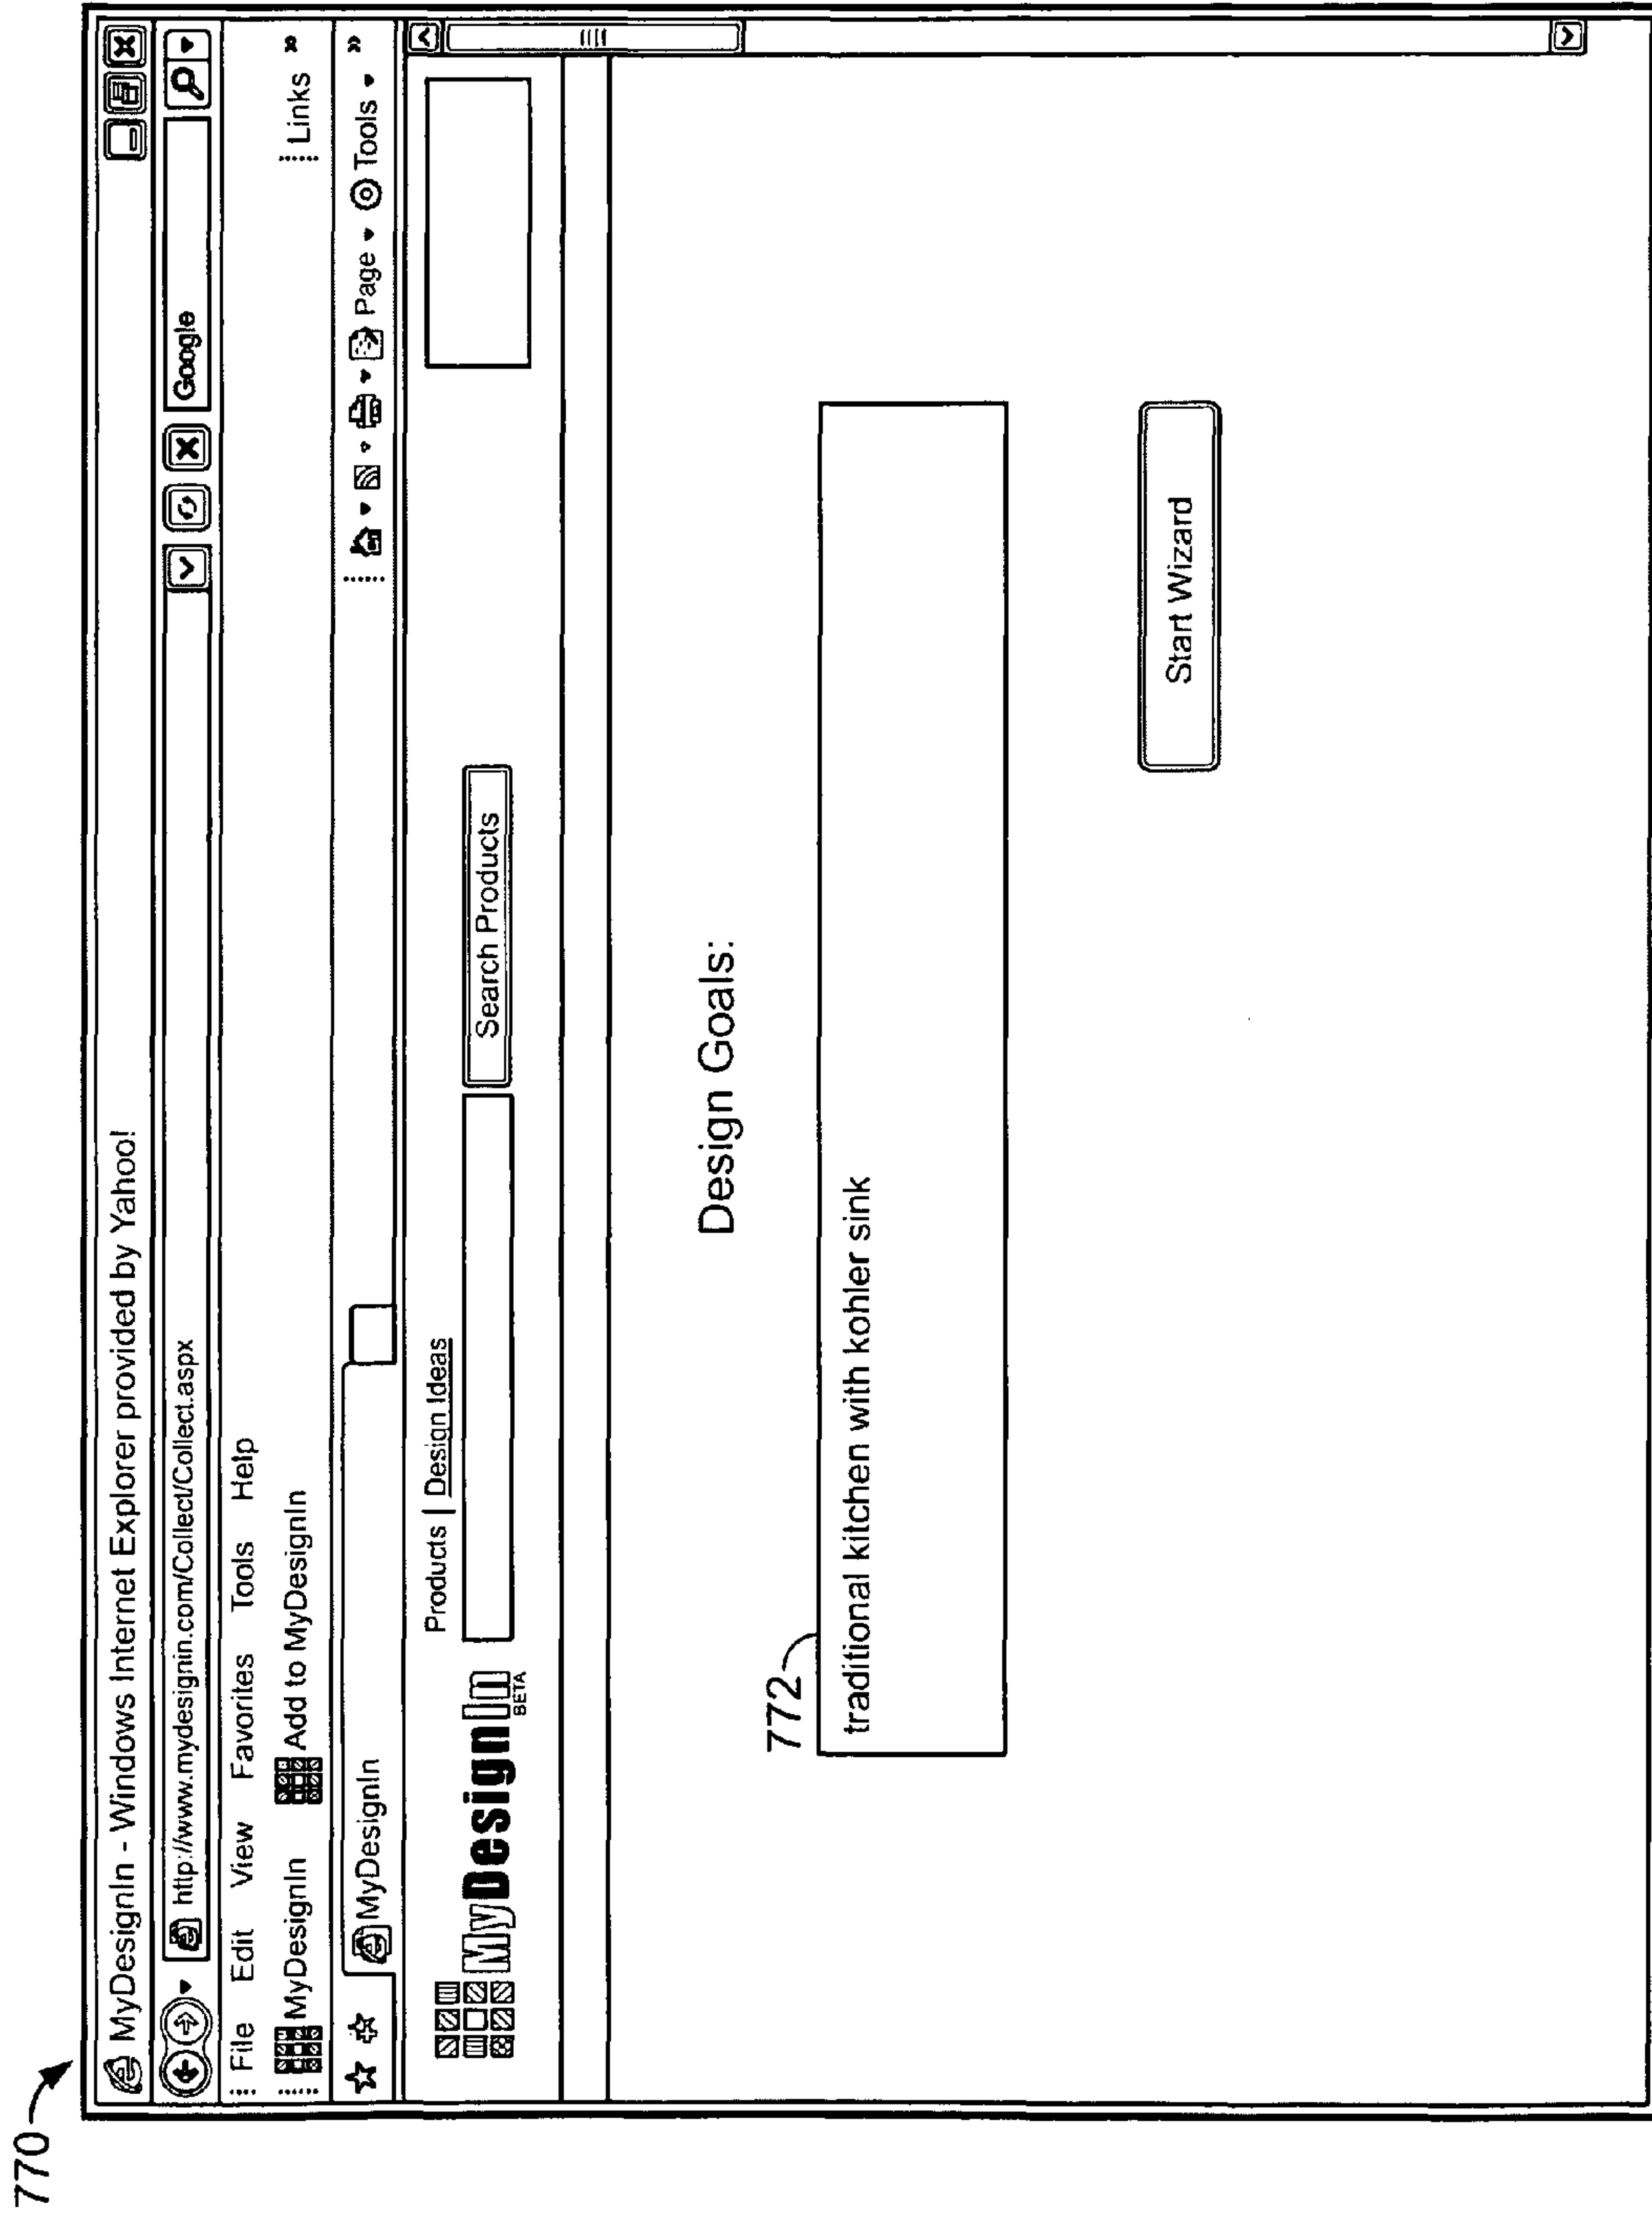 770
MyDesignIn - Windows Internet Explorer provided by Yahoo!
http://www.mydesignin.com/Collect/Collect.aspx
Google
File Edit View Favorites Tools Help
MyDesignIn Add to MyDesignIn Links »
MyDesignIn Page Tools »
Products | Design Ideas
MyDesignIn
BETA
Search Products
Design Goals:
772
traditional kitchen with kohler sink
Start Wizard